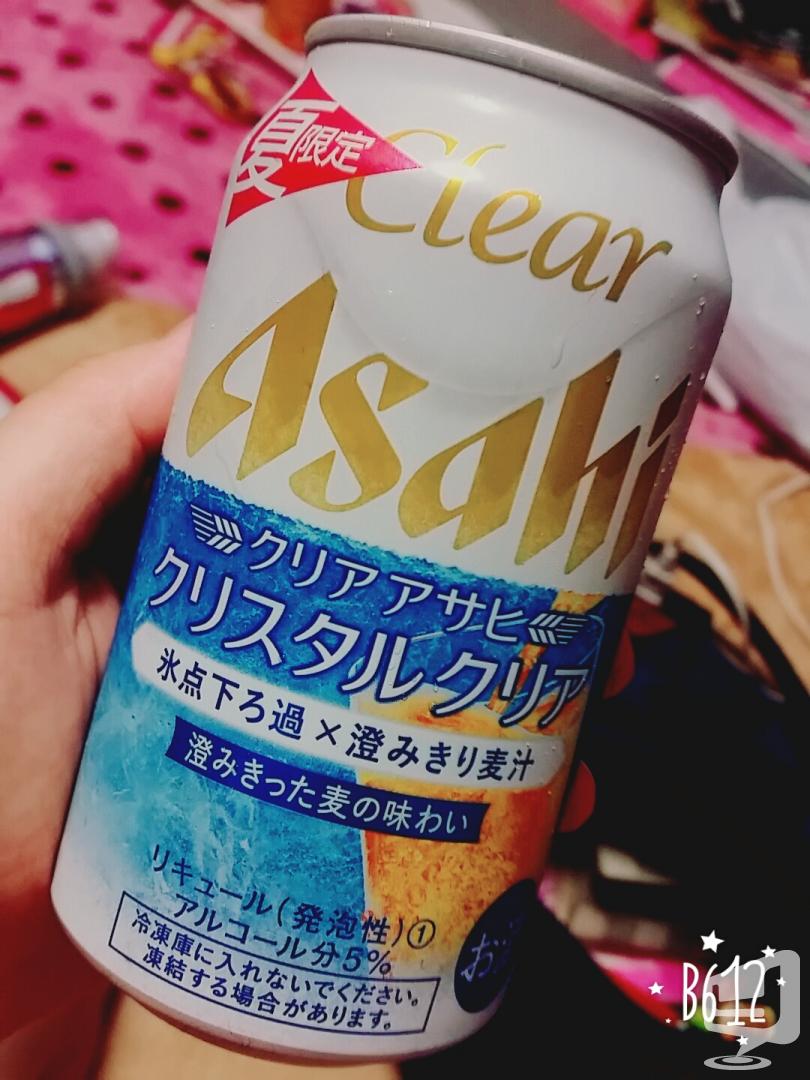 夏限定
Clear
Asahi
クリアアサヒ
クリスタルクリア
氷点下ろ過×澄みきり麦汁
澄みきった麦の味わい
リキュール(発泡性)①
アルコール分5%
お
冷凍庫に入れないでください。
凍結する場合があります。
B612